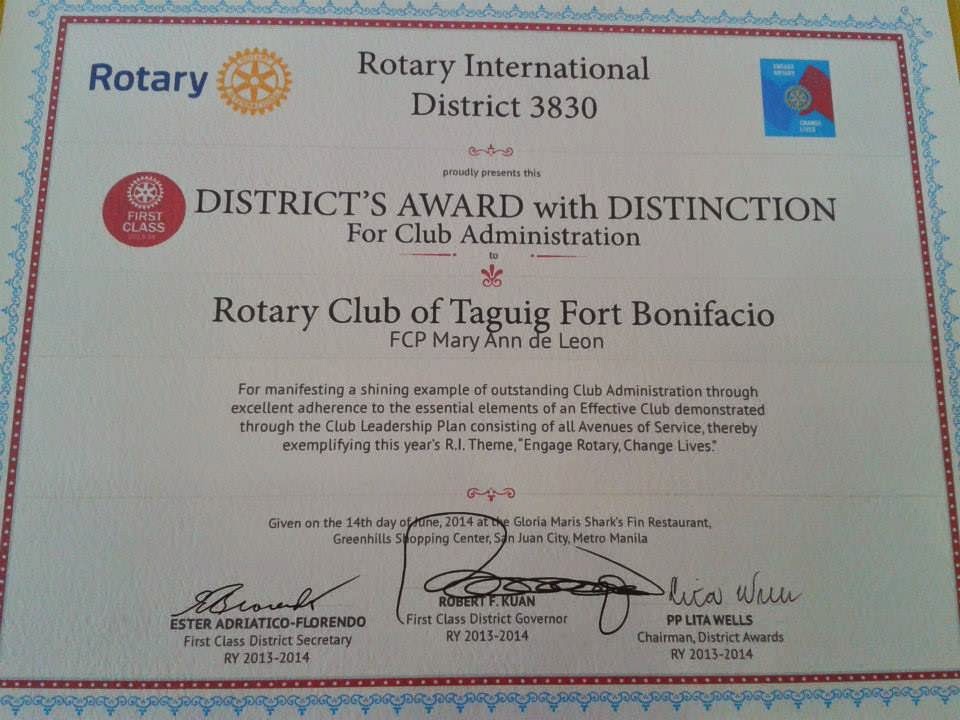 Rotary
Rotary International
District 3830
ENGAGE
ROTARY
CHANGE
LIVES
proudly presents this
FIRST
CLASS
DISTRICT'S AWARD with DISTINCTION
For Club Administration
to
Rotary Club of Taguig Fort Bonifacio
FCP Mary Ann de Leon
For manifesting a shining example of outstanding Club Administration through
excellent adherence to the essential elements of an Effective Club demonstrated
through the Club Leadership Plan consisting of all Avenues of Service, thereby
exemplifying this year's R.I. Theme, "Engage Rotary, Change Lives."
Given on the 14th day of June, 2014 at the Gloria Maris Shark's Fin Restaurant,
Greenhills Shopping Center, San Juan City, Metro Manila
ESTER ADRIATICO-FLORENDO
First Class District Secretary
RY 2013-2014
ROBERT F. KUAN
First Class District Governor
RY 2013-2014
PP LITA WELLS
Chairman, District Awards
RY 2013-2014